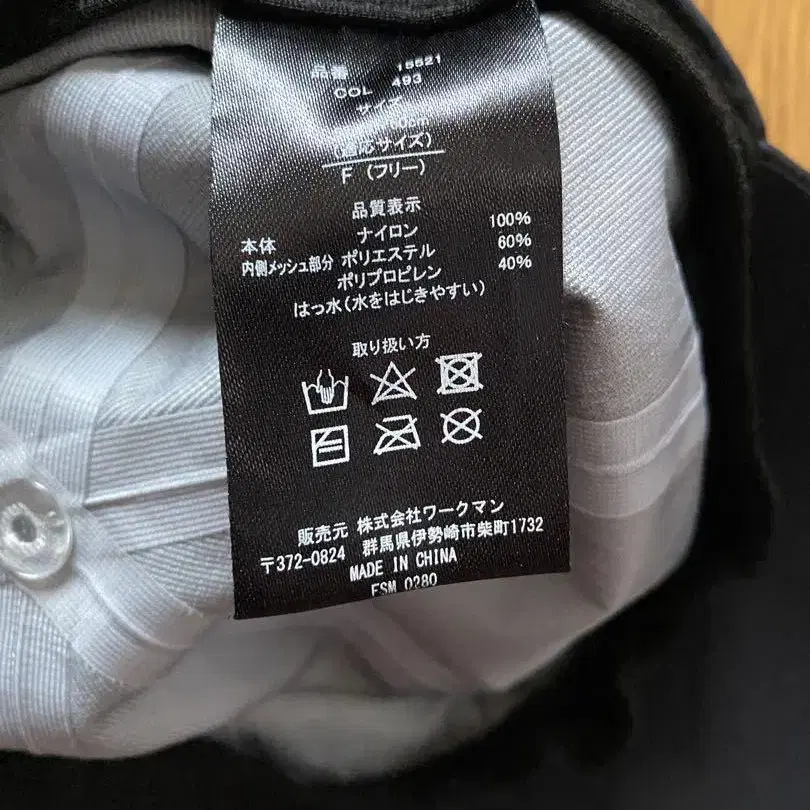 品番 15521
COL 493
サイズ
(適応サイズ)
F (フリー)
品質表示
本体 ナイロン 100%
内側メッシュ部分 ポリエステル 60%
ポリプロピレン 40%
はっ水(水をはじきやすい)
取り扱い方
販売元 株式会社ワークマン
〒372-0824 群馬県伊勢崎市柴町1732
MADE IN CHINA
FSM 0280